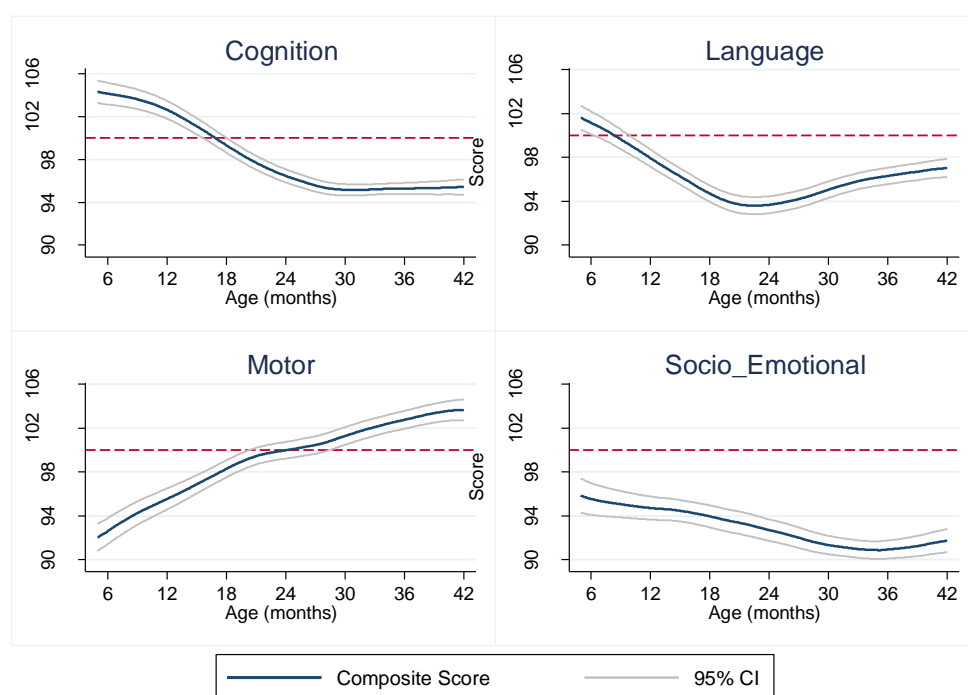 Cognition
106
102
98
94
90
6 12 18 24 30 36 42
Age (months)
Language
Score
106
102
98
94
90
6 12 18 24 30 36 42
Age (months)
Motor
106
102
98
94
90
6 12 18 24 30 36 42
Age (months)
Socio_Emotional
Score
106
102
98
94
90
6 12 18 24 30 36 42
Age (months)
Composite Score 95% CI